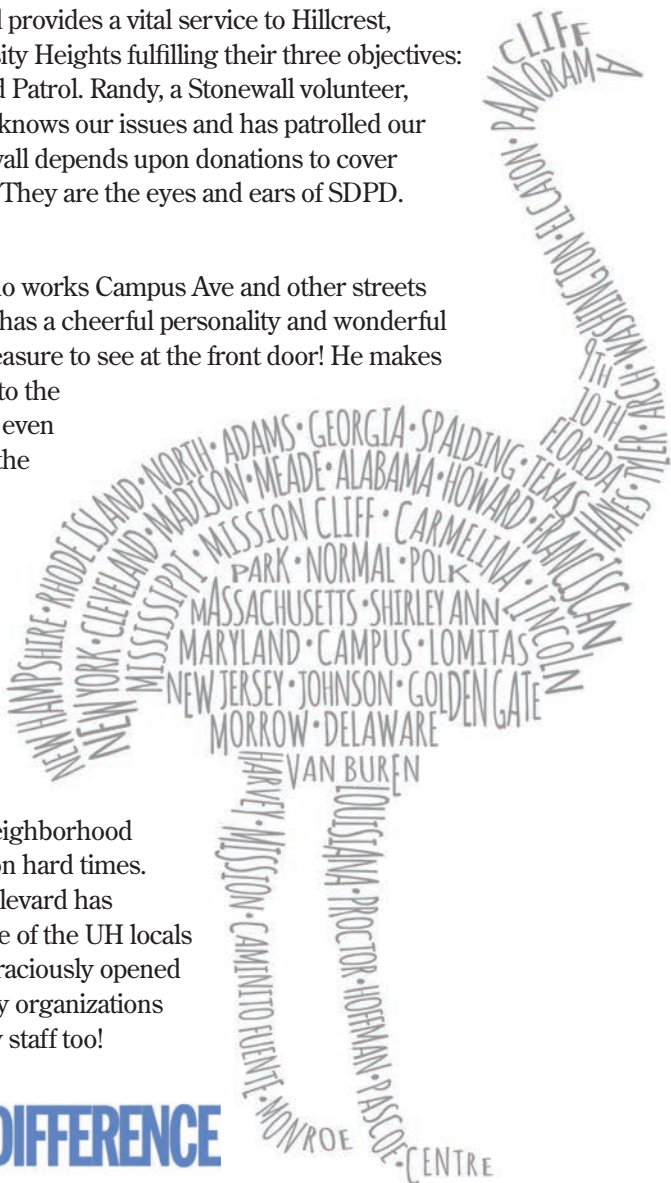 l provides a vital service to Hillcrest,
sity Heights fulfilling their three objectives:
d Patrol. Randy, a Stonewall volunteer,
knows our issues and has patrolled our
wall depends upon donations to cover
They are the eyes and ears of SDPD.
o works Campus Ave and other streets
has a cheerful personality and wonderful
easure to see at the front door! He makes
to the
even
the
eighborhood
on hard times.
levard has
e of the UH locals
raciously opened
y organizations
y staff too!
DIFFERENCE
CLIFF
PANORAMA • EL CAJON • WASHINGTON • ARCH • TYLER • HAYES
9TH
10TH
FLORIDA
NEW HAMPSHIRE • RHODE ISLAND • NORTH • ADAMS • GEORGIA • SPALDING • TEXAS
NEW YORK • CLEVELAND • MADISON • MEADE • ALABAMA • HOWARD • FRANCISCAN
MISSISSIPPI • MISSION CLIFF • CARMELINA • LINCOLN
PARK • NORMAL • POLK
MASSACHUSETTS • SHIRLEY ANN
MARYLAND • CAMPUS • LOMITAS
NEW JERSEY • JOHNSON • GOLDEN GATE
MORROW • DELAWARE
VAN BUREN
HARVEY • MISSION • CAMINITO FUENTE • MONROE
LOUISIANA • PROCTOR • HOFFMAN • PASCOE • CENTRE